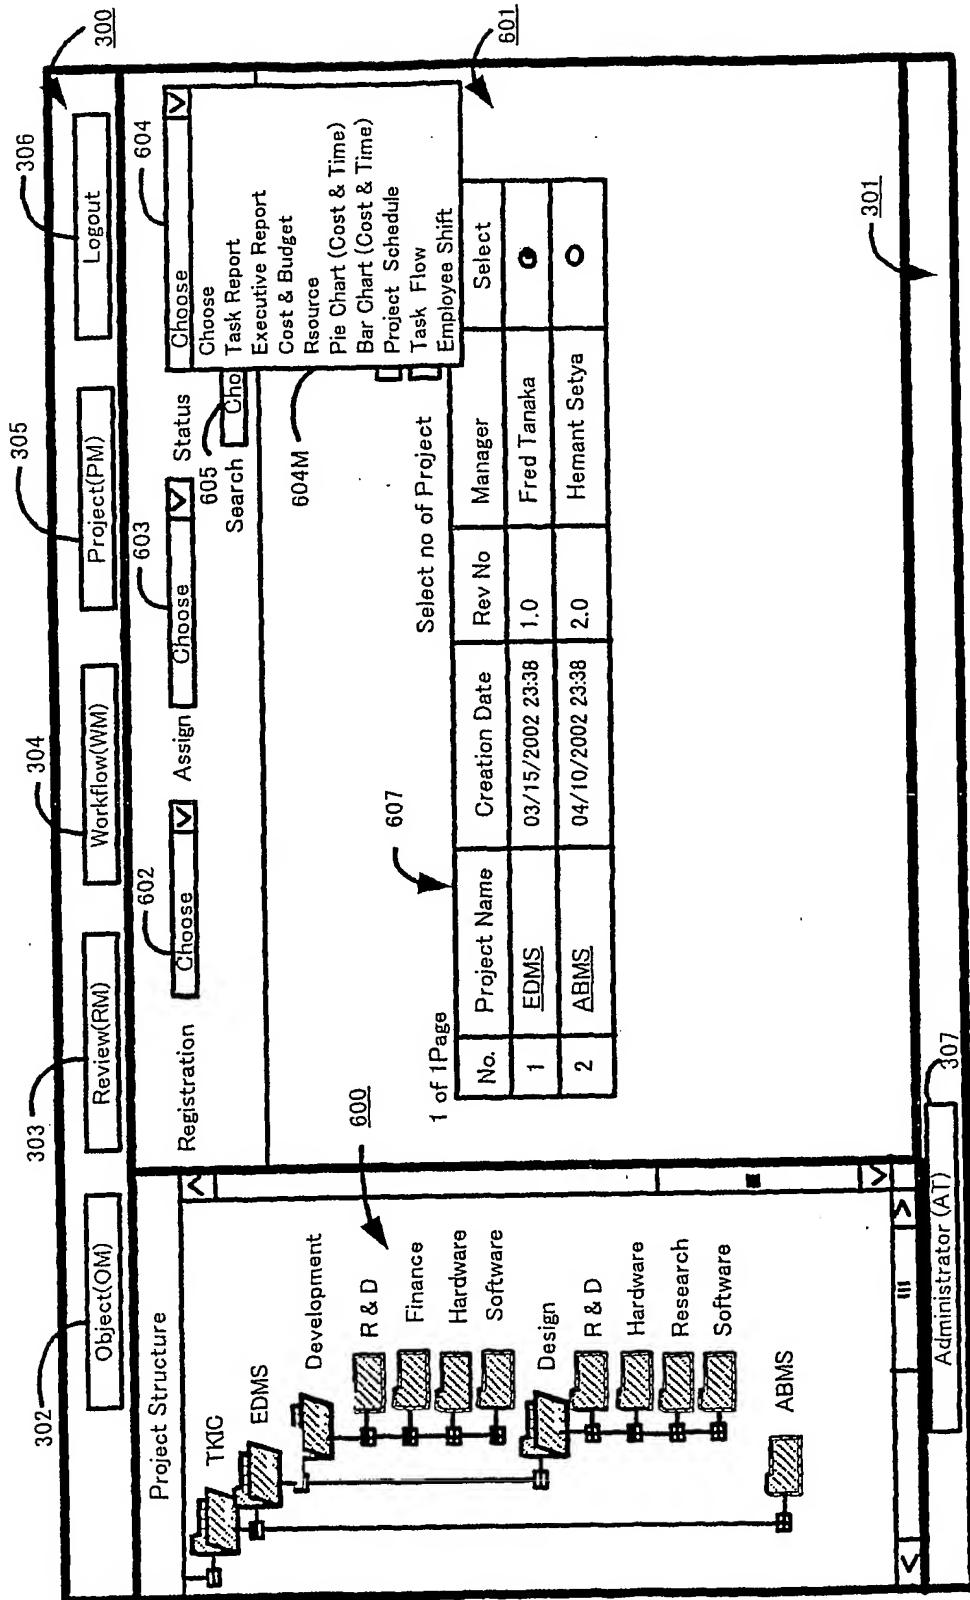 300
302 303 304 305 306
Object(OM) Review(RM) Workflow(WM) Project(PM) Logout
Project Structure
TKIC
EDMS
Development
R & D
Finance
Hardware
Software
Design
R & D
Hardware
Research
Software
ABMS
600
602 603 604
Registration Choose Assign Choose Status Choose
605
Search Cho
604M
Choose
Task Report
Executive Report
Cost & Budget
Rsource
Pie Chart (Cost & Time)
Bar Chart (Cost & Time)
Project Schedule
Task Flow
Employee Shift
601
607
1 of 1Page Select no of Project
No. Project Name Creation Date Rev No Manager Select
1 EDMS 03/15/2002 23:38 1.0 Fred Tanaka
2 ABMS 04/10/2002 23:38 2.0 Hemant Setya
301
307
Administrator (AT)